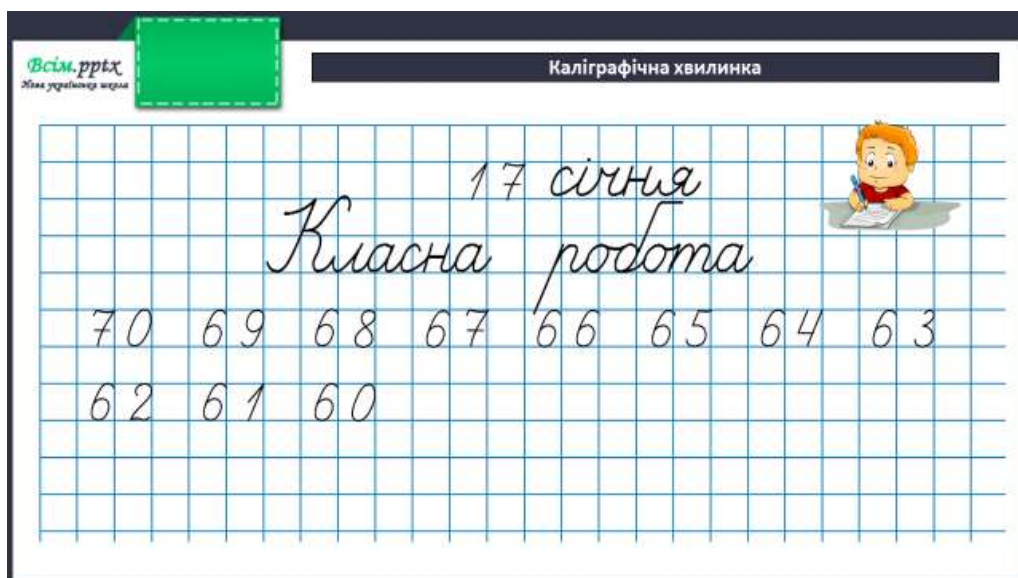 Всім.pptx
Нова українська школа
Каліграфічна хвилинка
17 січня
Класна робота
70 69 68 67 66 65 64 63
62 61 60